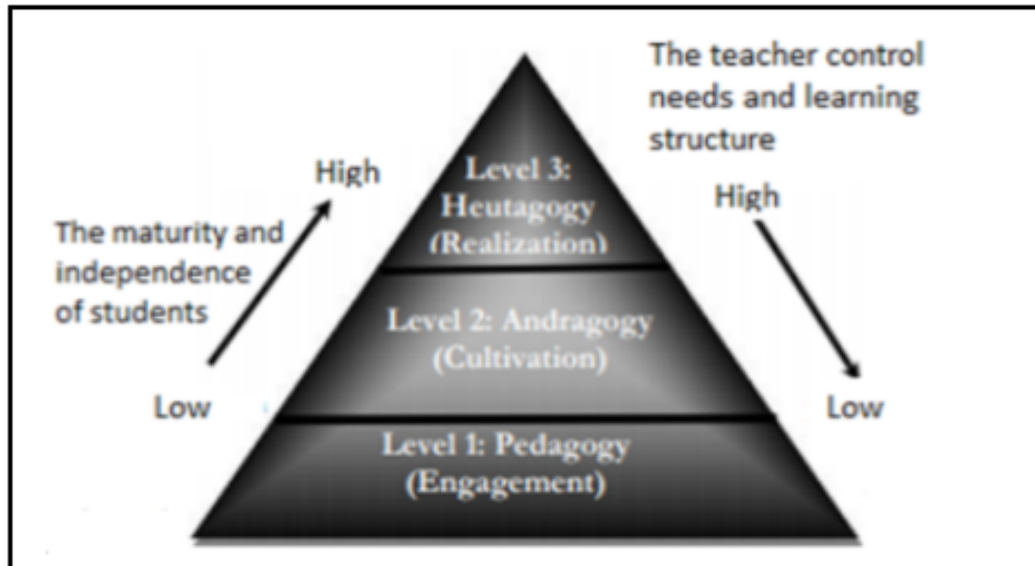 The teacher control
needs and learning
structure
High
High
The maturity and
independence
of students
Low
Low
Level 3:
Heutagogy
(Realization)
Level 2: Andragogy
(Cultivation)
Level 1: Pedagogy
(Engagement)